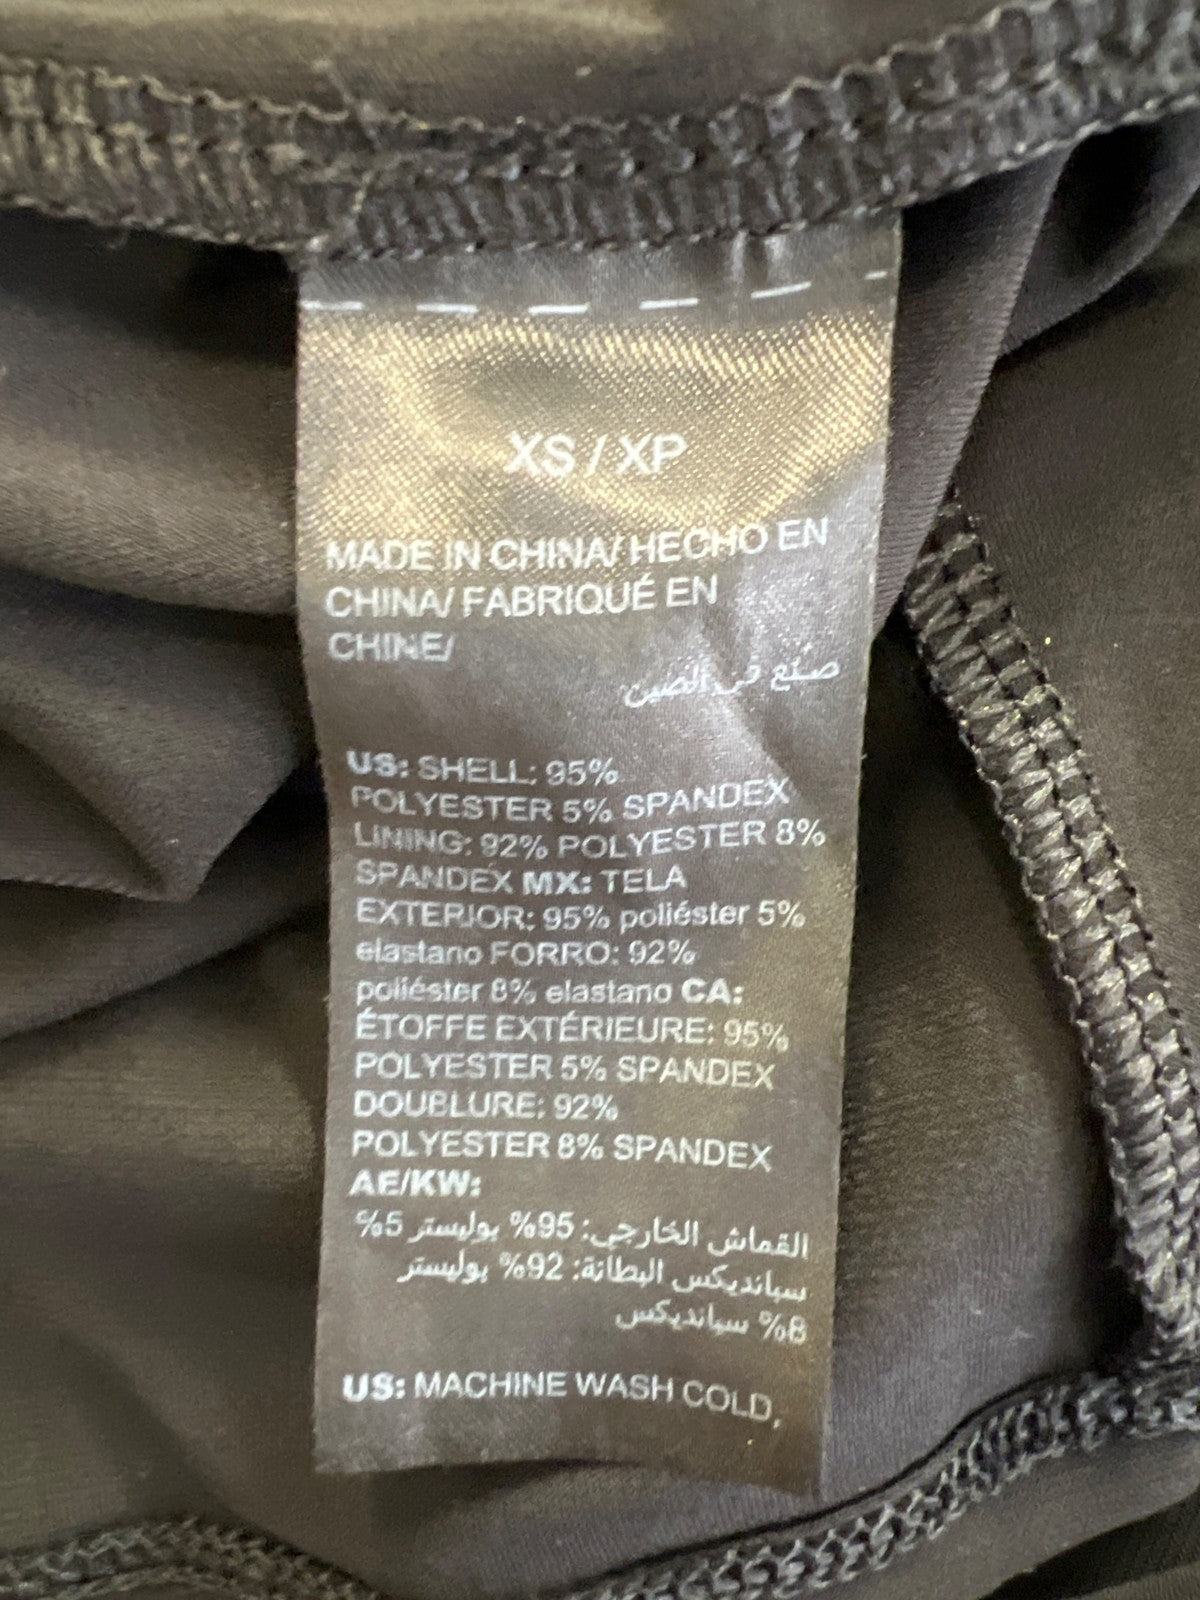 XS / XP
MADE IN CHINA/ HECHO EN
CHINA/ FABRIQUÉ EN
CHINE/
صنع في الصين
US: SHELL: 95%
POLYESTER 5% SPANDEX
LINING: 92% POLYESTER 8%
SPANDEX MX: TELA
EXTERIOR: 95% poliéster 5%
elastano FORRO: 92%
poliéster 8% elastano CA:
ÉTOFFE EXTÉRIEURE: 95%
POLYESTER 5% SPANDEX
DOUBLURE: 92%
POLYESTER 8% SPANDEX
AE/KW:
القماش الخارجي: 95% بوليستر 5%
سبانديكس البطانة: 92% بوليستر
8% سبانديكس
US: MACHINE WASH COLD,